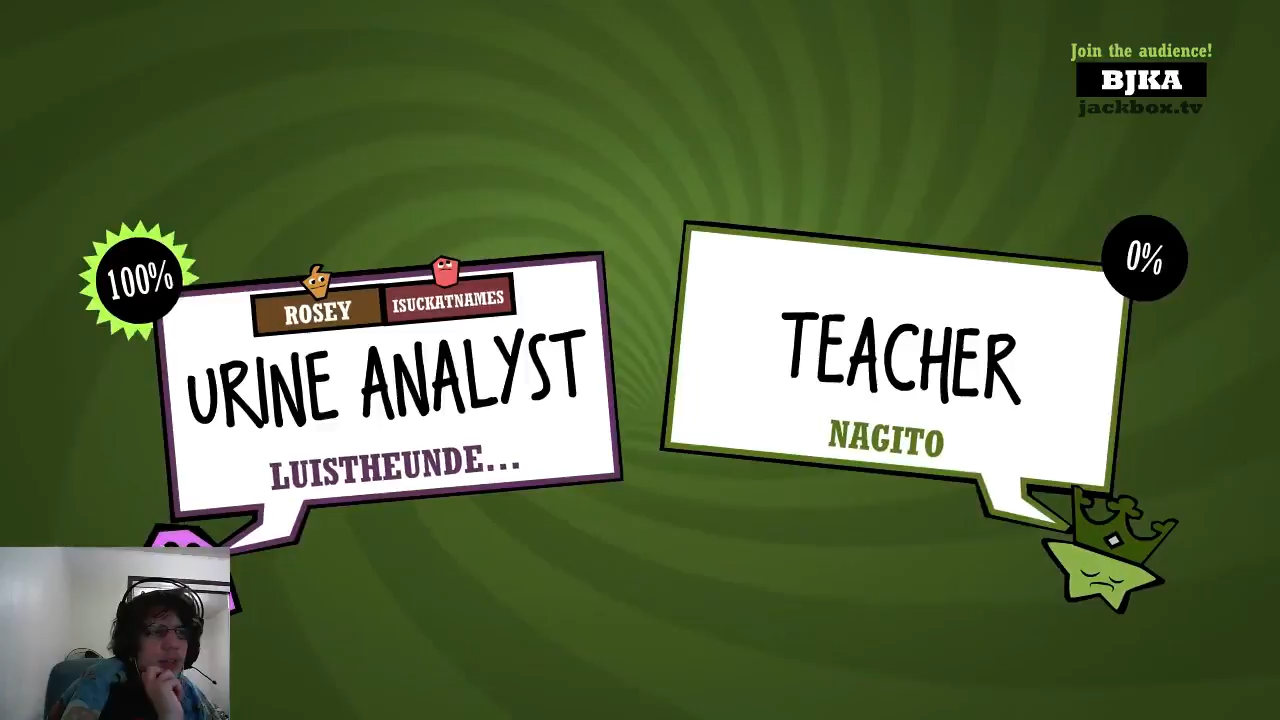 Join the audience!
BJKA
jackbox.tv
100%
ROSEY
ISUCKATNAMES
URINE ANALYST
LUISTHEUNDE...
0%
TEACHER
NAGITO